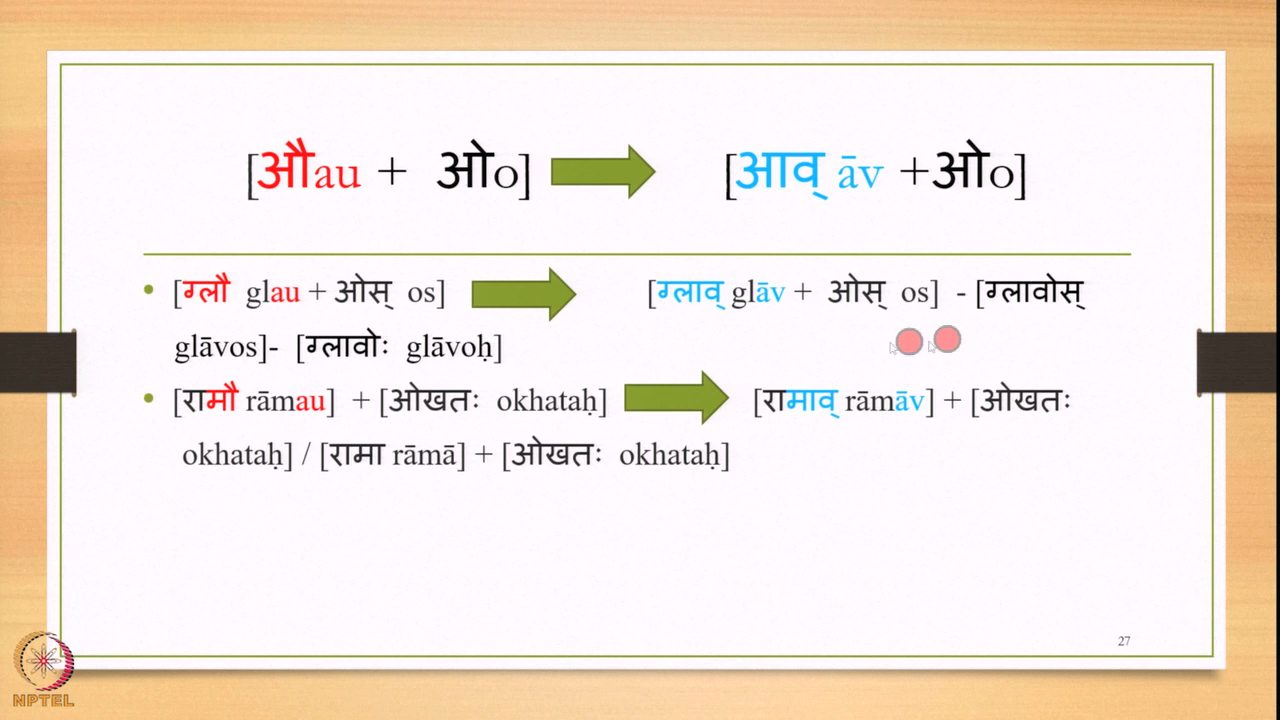 [औau + ओo] [आव् āv +ओo]
• [ग्लौ glau + ओस् os] [ग्लाव् glāv + ओस् os] - [ग्लावोस्
glāvos]- [ग्लावोः glāvoḥ]
• [रामौ rāmau] + [ओखतः okhataḥ] [रामाव् rāmāv] + [ओखतः
okhataḥ] / [रामा rāmā] + [ओखतः okhataḥ]
27
NPTEL